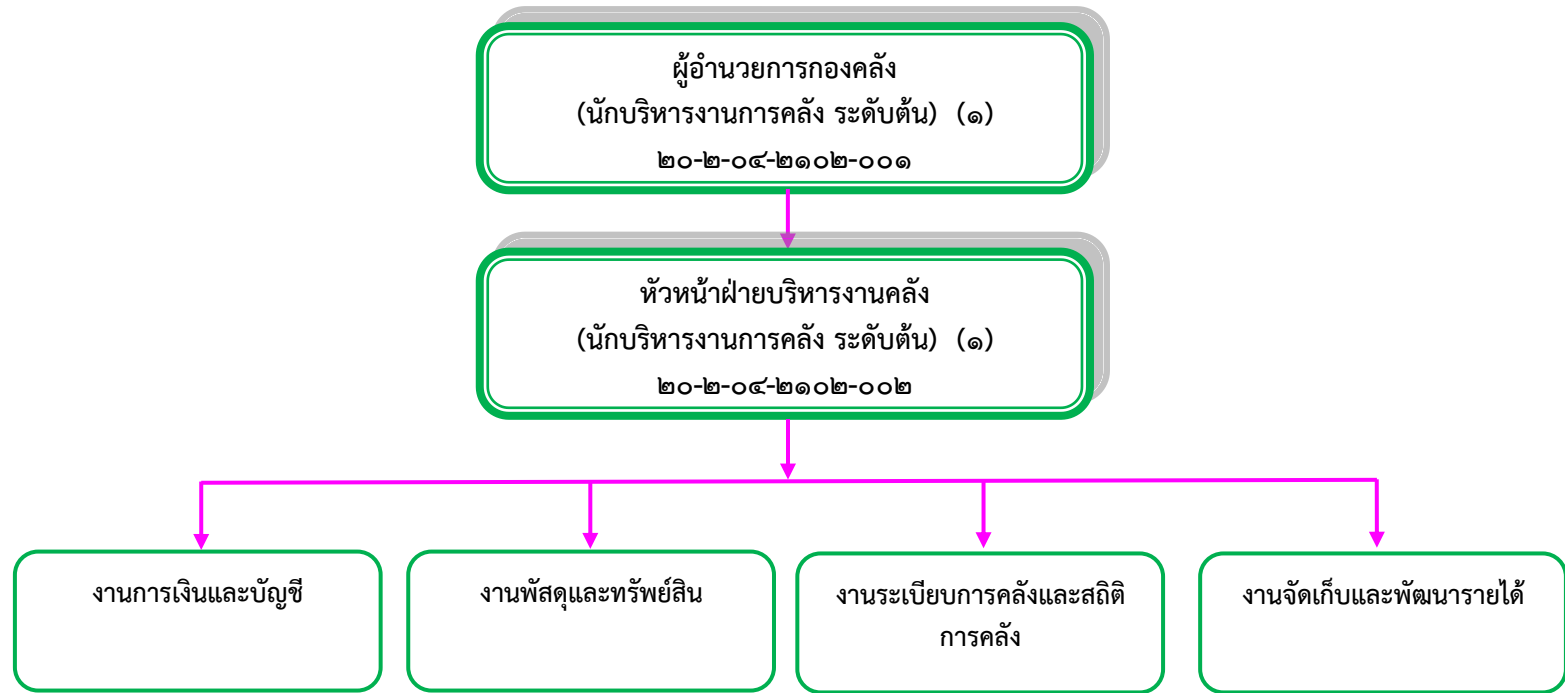 ผู้อำนวยการกองคลัง
(นักบริหารงานการคลัง ระดับต้น) (๑)
๒๐-๒-๐๔-๒๑๐๒-๐๐๑
หัวหน้าฝ่ายบริหารงานคลัง
(นักบริหารงานการคลัง ระดับต้น) (๑)
๒๐-๒-๐๔-๒๑๐๒-๐๐๒
งานการเงินและบัญชี
งานพัสดุและทรัพย์สิน
งานระเบียบการคลังและสถิติ
การคลัง
งานจัดเก็บและพัฒนารายได้